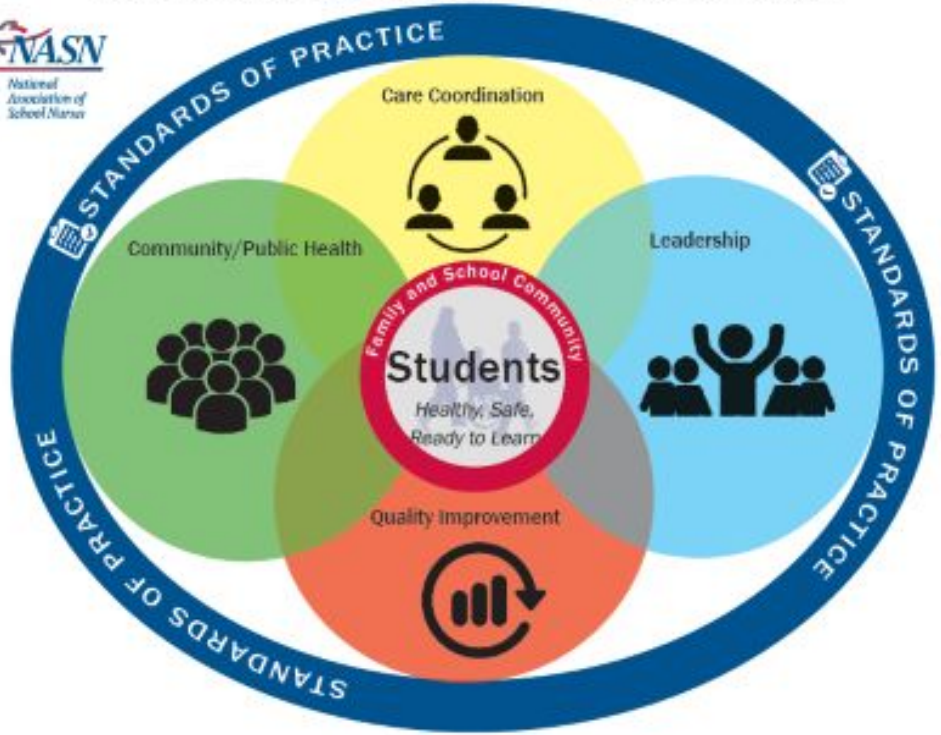 NASN
National
Association of
School Nurses
STANDARDS OF PRACTICE
STANDARDS OF PRACTICE
STANDARDS OF PRACTICE
Care Coordination
Community/Public Health
Leadership
Family and School Community
Students
Healthy, Safe,
Ready to Learn
Quality Improvement